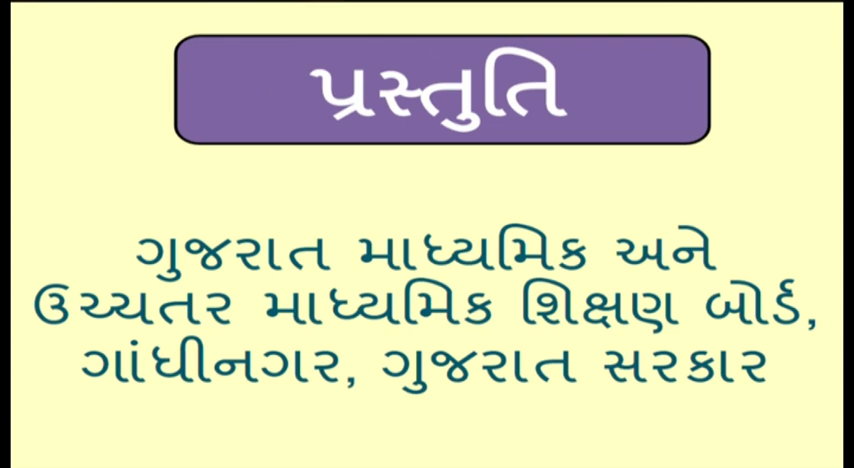 પ્રસ્તુતિ
ગુજરાત માધ્યમિક અને
ઉચ્ચતર માધ્યમિક શિક્ષણ બોર્ડ,
ગાંધીનગર, ગુજરાત સરકાર